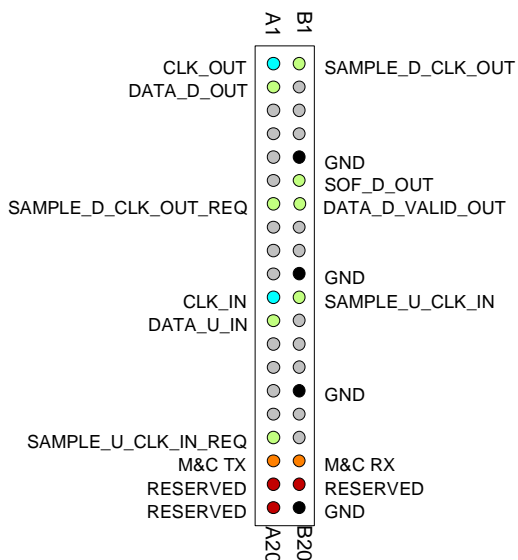 A1 B1
CLK_OUT SAMPLE_D_CLK_OUT
DATA_D_OUT
GND
SOF_D_OUT
SAMPLE_D_CLK_OUT_REQ DATA_D_VALID_OUT
GND
CLK_IN SAMPLE_U_CLK_IN
DATA_U_IN
GND
SAMPLE_U_CLK_IN_REQ
M&C TX M&C RX
RESERVED RESERVED
RESERVED GND
A20 B20